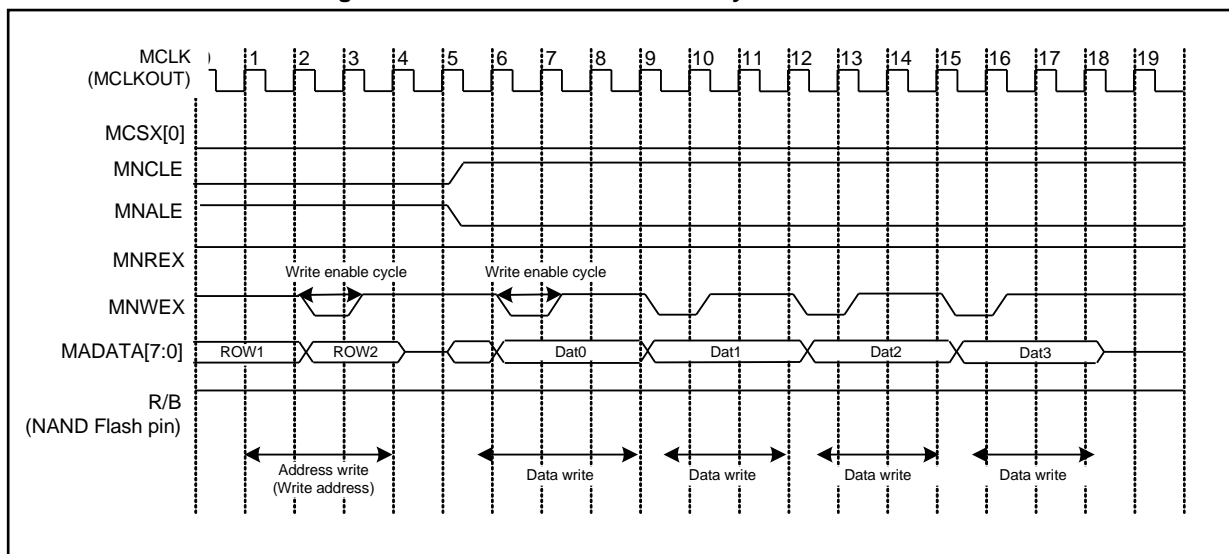 MCLK
(MCLKOUT)
1 2 3 4 5 6 7 8 9 10 11 12 13 14 15 16 17 18 19
MCSX[0]
MNCLE
MNALE
MNREX
Write enable cycle Write enable cycle
MNWEX
MADATA[7:0] ROW1 ROW2 Dat0 Dat1 Dat2 Dat3
R/B
(NAND Flash pin)
Address write Data write Data write Data write Data write
(Write address)